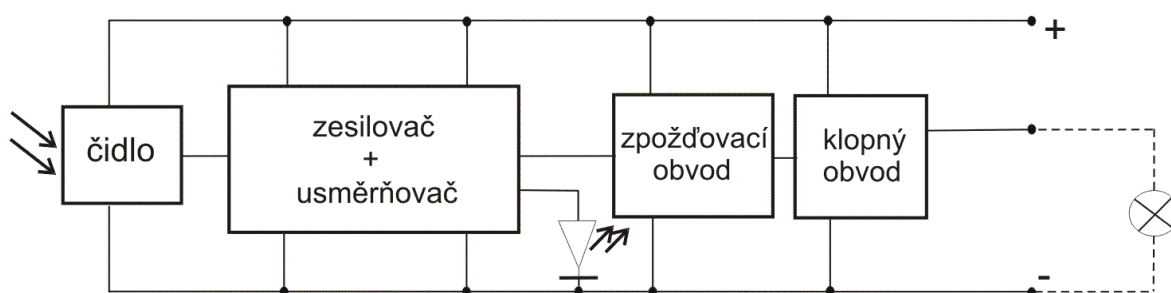 +
čidlo
zesilovač
+
usměrňovač
zpožďovací
obvod
klopný
obvod
-